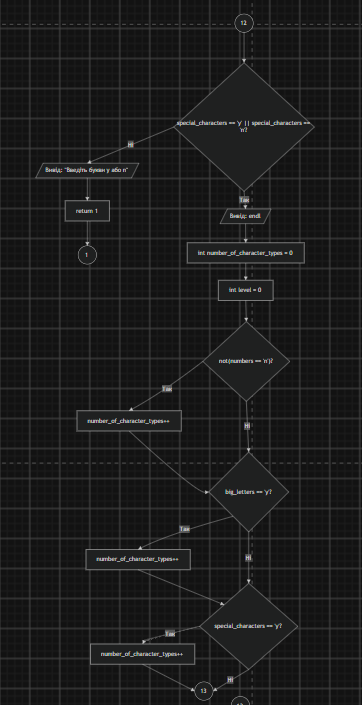 12
special_characters == 'y' || special_characters ==
'n'?
Ні
Вивід: "Введіть букви y або n"
Так
return 1
Вивід: endl
1
int number_of_character_types = 0
int level = 0
not(numbers == 'n')?
Так
number_of_character_types++
Ні
big_letters == 'y'?
Так
number_of_character_types++
Ні
special_characters == 'y'?
Так
number_of_character_types++
Ні
13